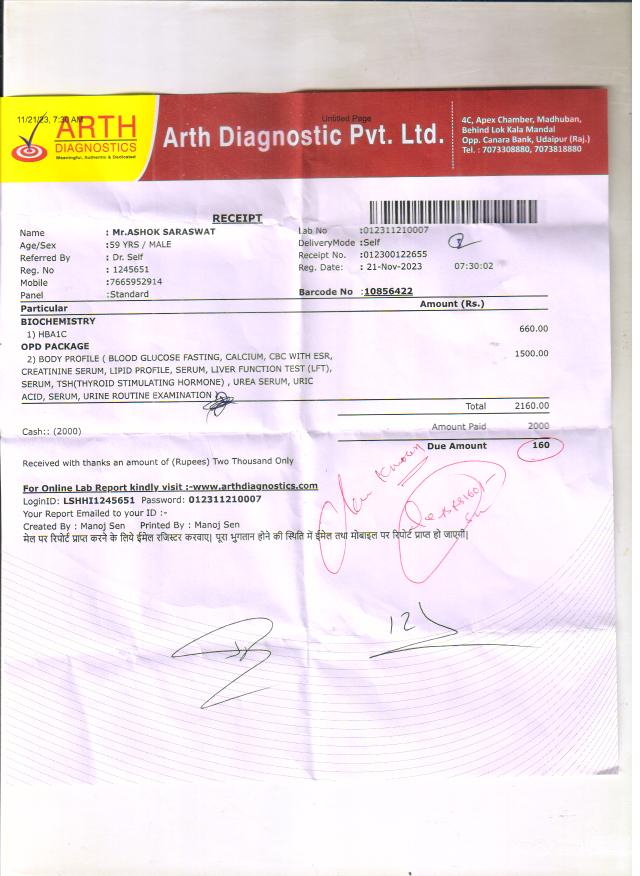 11/21/23, 7:30 AM
Untitled Page
ARTH
DIAGNOSTICS
Meaningful, Authentic & Dedicated
Arth Diagnostic Pvt. Ltd.
4C, Apex Chamber, Madhuban,
Behind Lok Kala Mandal
Opp. Canara Bank, Udaipur (Raj.)
Tel. : 7073308880, 7073818880
RECEIPT
Name : Mr.ASHOK SARASWAT
Lab No :012311210007
Age/Sex :59 YRS / MALE
DeliveryMode :Self
Referred By : Dr. Self
Receipt No. :012300122655
Reg. No : 1245651
Reg. Date: : 21-Nov-2023 07:30:02
Mobile :7665952914
Panel :Standard
Barcode No :10856422
Particular Amount (Rs.)
BIOCHEMISTRY
1) HBA1C 660.00
OPD PACKAGE
2) BODY PROFILE ( BLOOD GLUCOSE FASTING, CALCIUM, CBC WITH ESR, 1500.00
CREATININE SERUM, LIPID PROFILE, SERUM, LIVER FUNCTION TEST (LFT),
SERUM, TSH(THYROID STIMULATING HORMONE) , UREA SERUM, URIC
ACID, SERUM, URINE ROUTINE EXAMINATION )
Total 2160.00
Cash:: (2000)
Amount Paid 2000
Due Amount 160
Received with thanks an amount of (Rupees) Two Thousand Only
For Online Lab Report kindly visit :-www.arthdiagnostics.com
LoginID: LSHHI1245651 Password: 012311210007
Your Report Emailed to your ID :-
Created By : Manoj Sen Printed By : Manoj Sen
मेल पर रिपोर्ट प्राप्त करने के लिये ईमेल रजिस्टर करवाए| पूरा भुगतान होने की स्थिति में ईमेल तथा मोबाइल पर रिपोर्ट प्राप्त हो जाएगी|